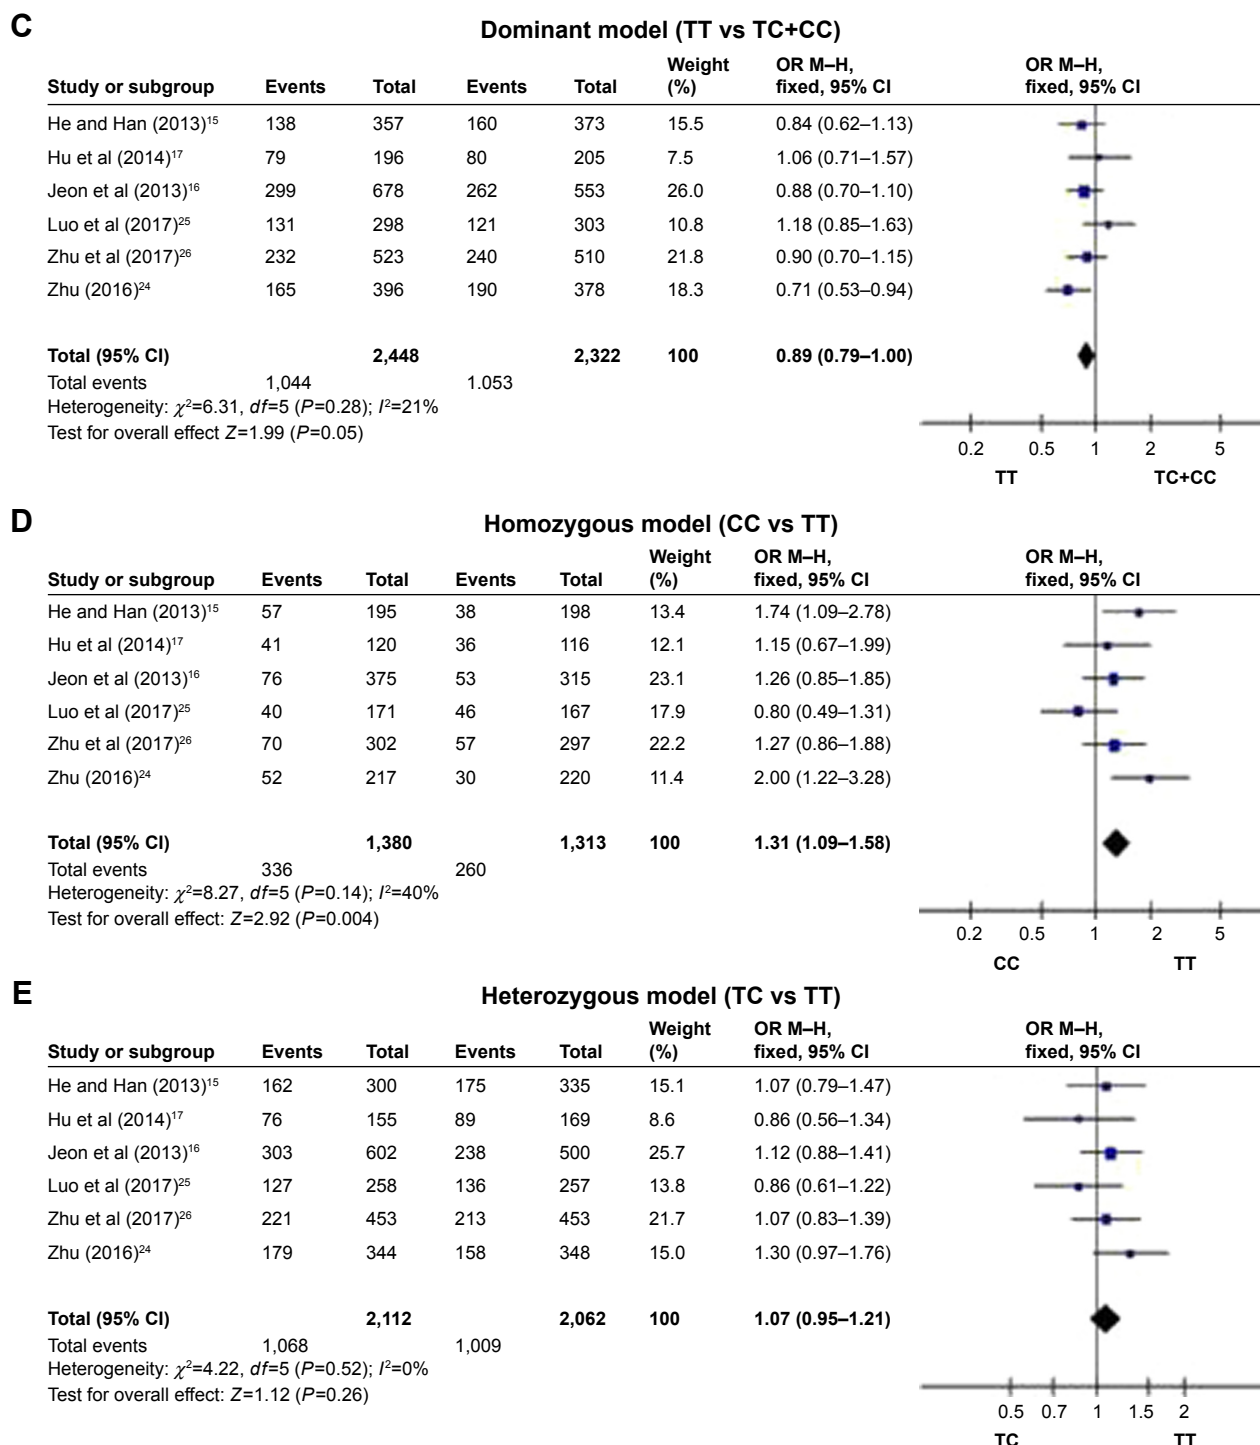 C
Dominant model (TT vs TC+CC)
Weight OR M–H, OR M–H,
Study or subgroup Events Total Events Total (%) fixed, 95% CI fixed, 95% CI
He and Han (2013)15 138 357 160 373 15.5 0.84 (0.62–1.13)
Hu et al (2014)17 79 196 80 205 7.5 1.06 (0.71–1.57)
Jeon et al (2013)16 299 678 262 553 26.0 0.88 (0.70–1.10)
Luo et al (2017)25 131 298 121 303 10.8 1.18 (0.85–1.63)
Zhu et al (2017)26 232 523 240 510 21.8 0.90 (0.70–1.15)
Zhu (2016)24 165 396 190 378 18.3 0.71 (0.53–0.94)
Total (95% CI) 2,448 2,322 100 0.89 (0.79–1.00)
Total events 1,044 1.053
Heterogeneity: χ2=6.31, df=5 (P=0.28); I2=21%
Test for overall effect Z=1.99 (P=0.05)
0.2 0.5 1 2 5
TT TC+CC
D
Homozygous model (CC vs TT)
Weight OR M–H, OR M–H,
Study or subgroup Events Total Events Total (%) fixed, 95% CI fixed, 95% CI
He and Han (2013)15 57 195 38 198 13.4 1.74 (1.09–2.78)
Hu et al (2014)17 41 120 36 116 12.1 1.15 (0.67–1.99)
Jeon et al (2013)16 76 375 53 315 23.1 1.26 (0.85–1.85)
Luo et al (2017)25 40 171 46 167 17.9 0.80 (0.49–1.31)
Zhu et al (2017)26 70 302 57 297 22.2 1.27 (0.86–1.88)
Zhu (2016)24 52 217 30 220 11.4 2.00 (1.22–3.28)
Total (95% CI) 1,380 1,313 100 1.31 (1.09–1.58)
Total events 336 260
Heterogeneity: χ2=8.27, df=5 (P=0.14); I2=40%
Test for overall effect: Z=2.92 (P=0.004)
0.2 0.5 1 2 5
CC TT
E
Heterozygous model (TC vs TT)
Weight OR M–H, OR M–H,
Study or subgroup Events Total Events Total (%) fixed, 95% CI fixed, 95% CI
He and Han (2013)15 162 300 175 335 15.1 1.07 (0.79–1.47)
Hu et al (2014)17 76 155 89 169 8.6 0.86 (0.56–1.34)
Jeon et al (2013)16 303 602 238 500 25.7 1.12 (0.88–1.41)
Luo et al (2017)25 127 258 136 257 13.8 0.86 (0.61–1.22)
Zhu et al (2017)26 221 453 213 453 21.7 1.07 (0.83–1.39)
Zhu (2016)24 179 344 158 348 15.0 1.30 (0.97–1.76)
Total (95% CI) 2,112 2,062 100 1.07 (0.95–1.21)
Total events 1,068 1,009
Heterogeneity: χ2=4.22, df=5 (P=0.52); I2=0%
Test for overall effect: Z=1.12 (P=0.26)
0.5 0.7 1 1.5 2
TC TT